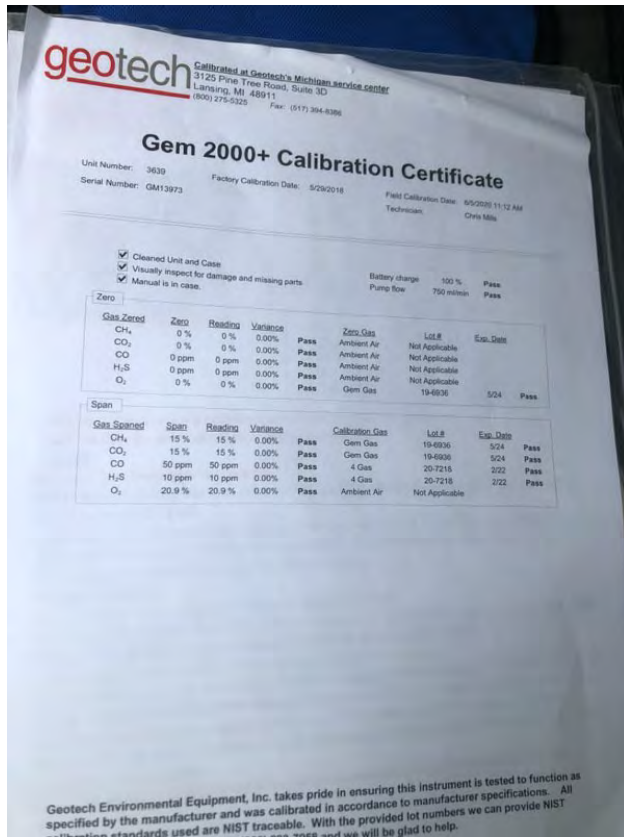 geotech
Calibrated at Geotech's Michigan service center
3125 Pine Tree Road, Suite 3D
Lansing, MI 48911
(800) 275-5325 Fax: (517) 394-8386
Gem 2000+ Calibration Certificate
Unit Number: 3639 Factory Calibration Date: 5/29/2018 Field Calibration Date: 6/5/2020 11:12 AM
Serial Number: GM13973 Technician: Chris Mills
Cleaned Unit and Case Battery charge 100 % Pass
Visually inspect for damage and missing parts Pump flow 750 ml/min Pass
Manual is in case.
Zero
Gas Zered Zero Reading Variance Zero Gas Lot # Exp. Date
CH₄ 0 % 0 % 0.00% Pass Ambient Air Not Applicable
CO₂ 0 % 0 % 0.00% Pass Ambient Air Not Applicable
CO 0 ppm 0 ppm 0.00% Pass Ambient Air Not Applicable
H₂S 0 ppm 0 ppm 0.00% Pass Ambient Air Not Applicable
O₂ 0 % 0 % 0.00% Pass Gem Gas 19-6936 5/24 Pass
Span
Gas Spaned Span Reading Variance Calibration Gas Lot # Exp. Date
CH₄ 15 % 15 % 0.00% Pass Gem Gas 19-6936 5/24 Pass
CO₂ 15 % 15 % 0.00% Pass Gem Gas 19-6936 5/24 Pass
CO 50 ppm 50 ppm 0.00% Pass 4 Gas 20-7218 2/22 Pass
H₂S 10 ppm 10 ppm 0.00% Pass 4 Gas 20-7218 2/22 Pass
O₂ 20.9 % 20.9 % 0.00% Pass Ambient Air Not Applicable
Geotech Environmental Equipment, Inc. takes pride in ensuring this instrument is tested to function as
specified by the manufacturer and was calibrated in accordance to manufacturer specifications. All
calibration standards used are NIST traceable. With the provided lot numbers we can provide NIST
and we will be glad to help.